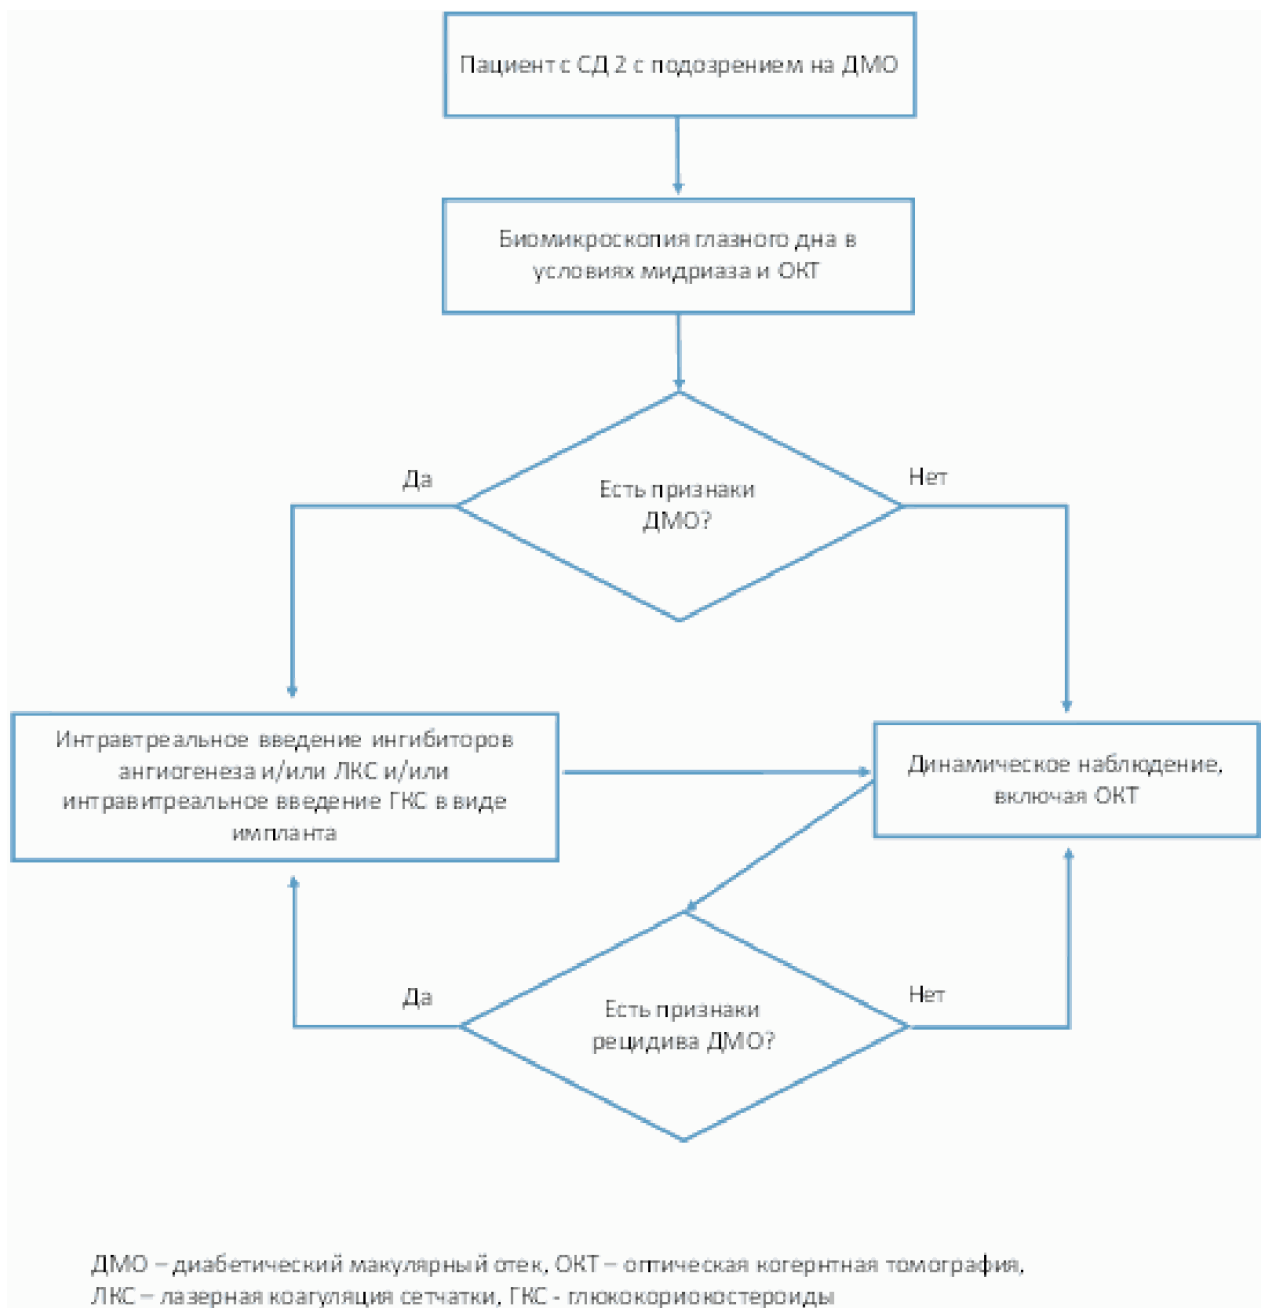 Пациент с СД 2 с подозрением на ДМО
Биомикроскопия глазного дна в
условиях мидриаза и ОКТ
Да
Нет
Есть признаки
ДМО?
Интравтреальное введение ингибиторов
ангиогенеза и/или ЛКС и/или
интравитреальное введение ГКС в виде
импланта
Динамическое наблюдение,
включая ОКТ
Да
Нет
Есть признаки
рецидива ДМО?
ДМО – диабетический макулярный отек, ОКТ – оптическая когернтная томография,
ЛКС – лазерная коагуляция сетчатки, ГКС - глюкокориокостероиды